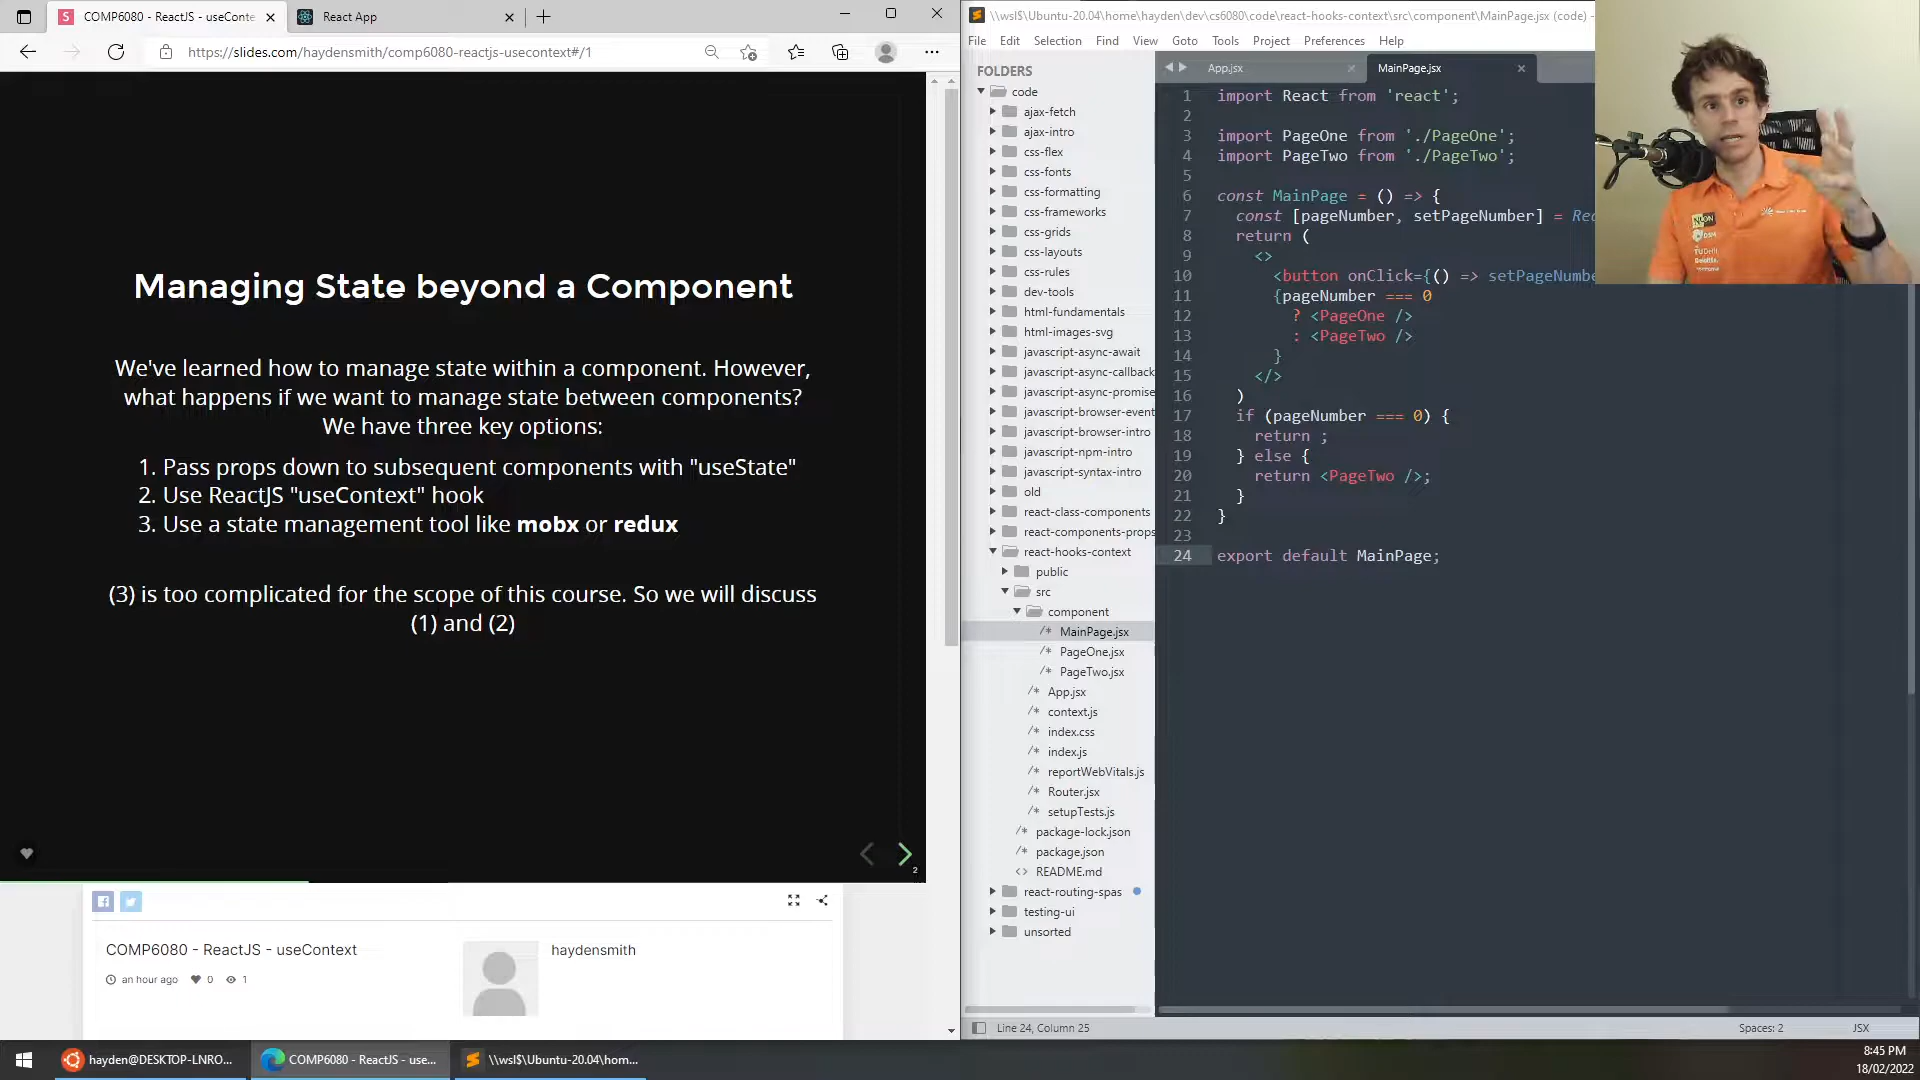 COMP6080 - ReactJS - useConte
React App
https://slides.com/haydensmith/comp6080-reactjs-usecontext#/1
Managing State beyond a Component
We've learned how to manage state within a component. However,
what happens if we want to manage state between components?
We have three key options:
1. Pass props down to subsequent components with "useState"
2. Use ReactJS "useContext" hook
3. Use a state management tool like mobx or redux
(3) is too complicated for the scope of this course. So we will discuss
(1) and (2)
2
COMP6080 - ReactJS - useContext
an hour ago 0 1
haydensmith
\\wsl$\Ubuntu-20.04\home\hayden\dev\cs6080\code\react-hooks-context\src\component\MainPage.jsx (code) -
File Edit Selection Find View Goto Tools Project Preferences Help
FOLDERS
code
ajax-fetch
ajax-intro
css-flex
css-fonts
css-formatting
css-frameworks
css-grids
css-layouts
css-rules
dev-tools
html-fundamentals
html-images-svg
javascript-async-await
javascript-async-callback
javascript-async-promise
javascript-browser-event
javascript-browser-intro
javascript-npm-intro
javascript-syntax-intro
old
react-class-components
react-components-props
react-hooks-context
public
src
component
/* MainPage.jsx
/* PageOne.jsx
/* PageTwo.jsx
/* App.jsx
/* context.js
/* index.css
/* index.js
/* reportWebVitals.js
/* Router.jsx
/* setupTests.js
/* package-lock.json
/* package.json
<> README.md
react-routing-spas
testing-ui
unsorted
App.jsx
MainPage.jsx
1 import React from 'react';
2
3 import PageOne from './PageOne';
4 import PageTwo from './PageTwo';
5
6 const MainPage = () => {
7 const [pageNumber, setPageNumber] = Rea
8 return (
9 <>
10 <button onClick={() => setPageNumbe
11 {pageNumber === 0
12 ? <PageOne />
13 : <PageTwo />
14 }
15 </>
16 )
17 if (pageNumber === 0) {
18 return ;
19 } else {
20 return <PageTwo />;
21 }
22 }
23
24 export default MainPage;
Line 24, Column 25
Spaces: 2
JSX
hayden@DESKTOP-LNRO...
COMP6080 - ReactJS - use...
\\wsl$\Ubuntu-20.04\hom...
8:45 PM
18/02/2022